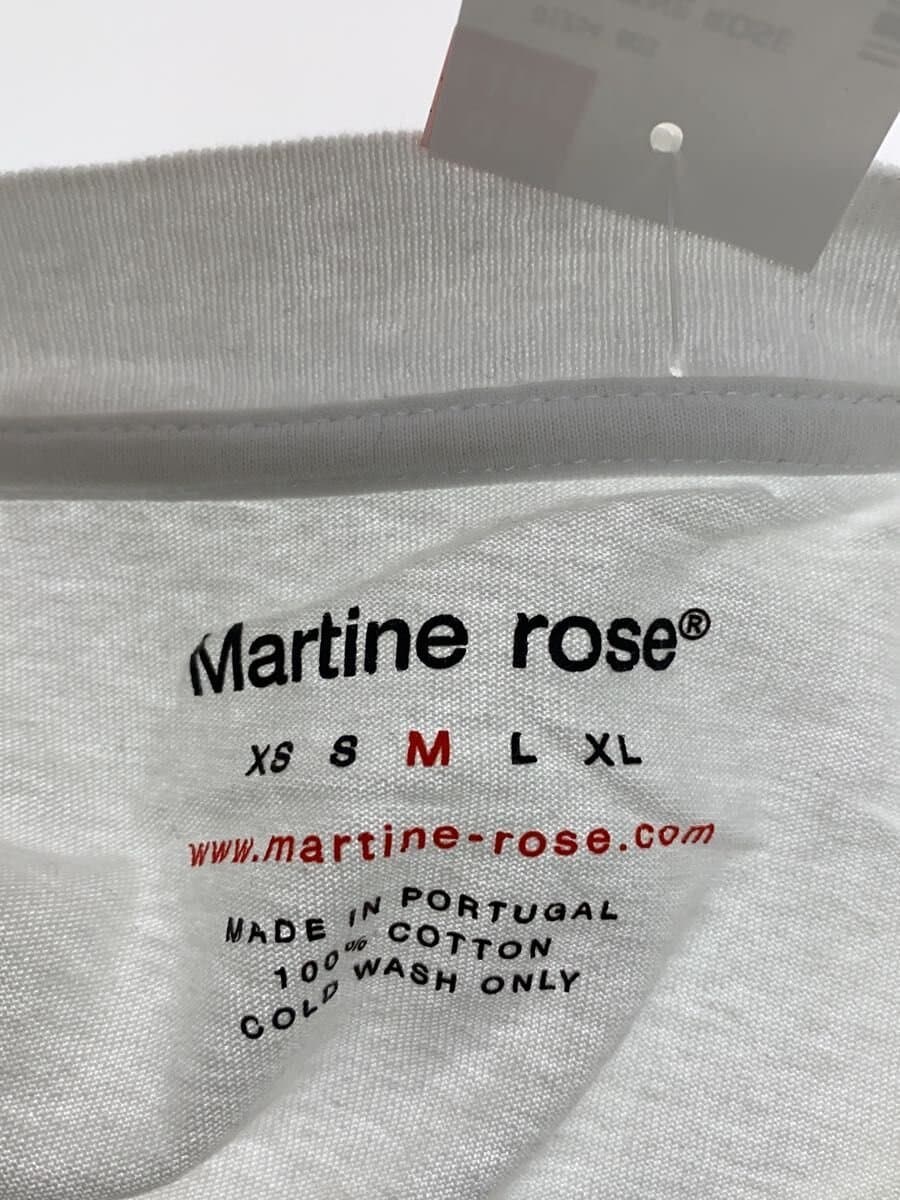 Martine rose®
XS S M L XL
www.martine-rose.com
MADE IN PORTUGAL
100% COTTON
COLD WASH ONLY